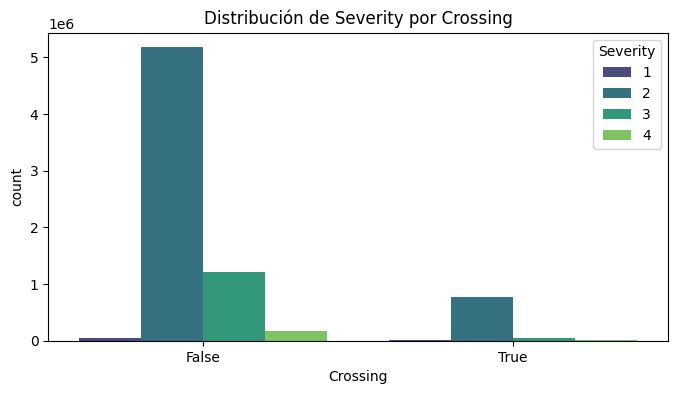 Distribución de Severity por Crossing
1e6
Severity
1
2
3
4
5
4
3
2
1
0
count
False
True
Crossing